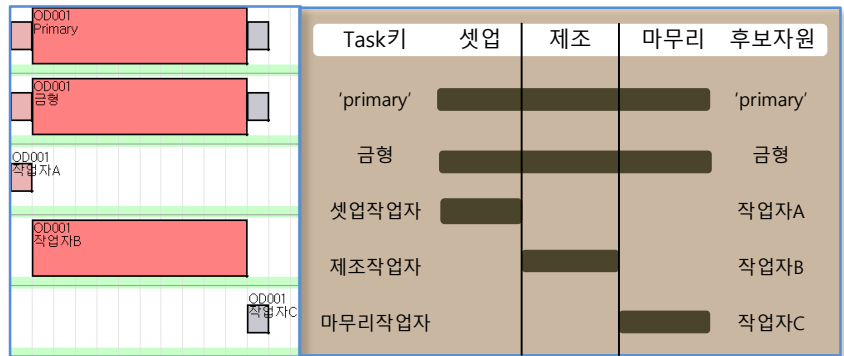 OD001
Primary
OD001
금형
OD001
작업자A
OD001
작업자B
OD001
작업자C
Task키 셋업 제조 마무리 후보자원
‘primary’ ‘primary’
금형 금형
셋업작업자 작업자A
제조작업자 작업자B
마무리작업자 작업자C